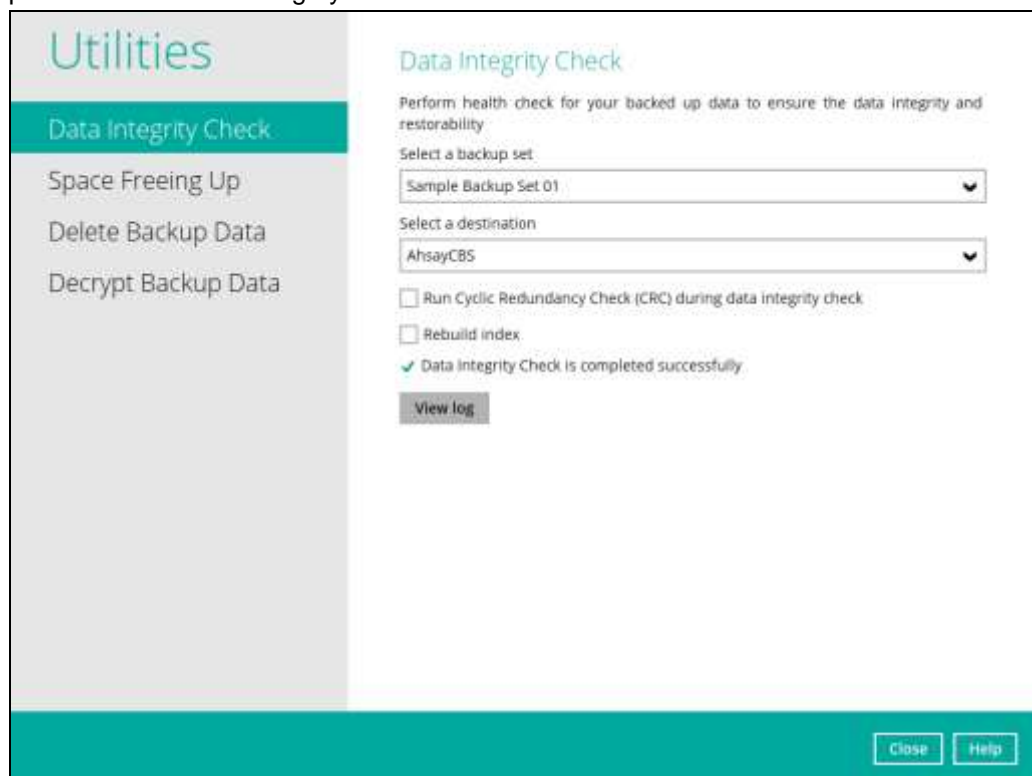 Utilities
Data Integrity Check
Space Freeing Up
Delete Backup Data
Decrypt Backup Data
Data Integrity Check
Perform health check for your backed up data to ensure the data integrity and
restorability
Select a backup set
Sample Backup Set 01
Select a destination
AhsayCBS
Run Cyclic Redundancy Check (CRC) during data integrity check
Rebuild index
Data Integrity Check is completed successfully
View log
Close
Help